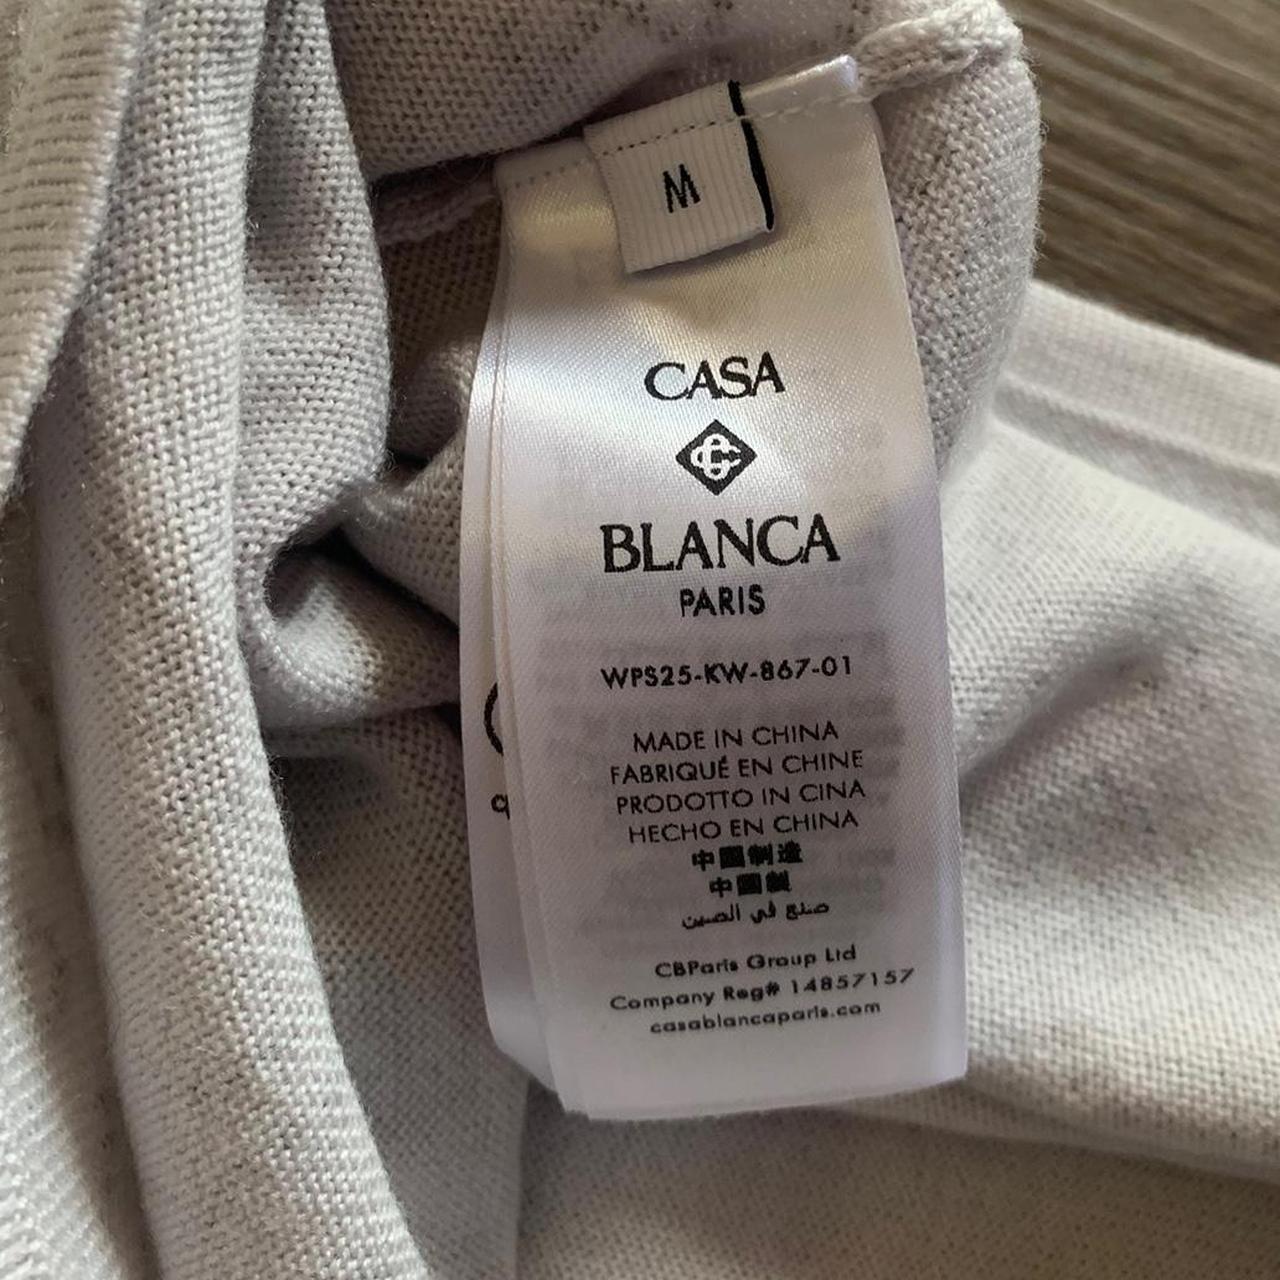 M
CASA
BLANCA
PARIS
WPS25-KW-867-01
MADE IN CHINA
FABRIQUÉ EN CHINE
PRODOTTO IN CINA
HECHO EN CHINA
中國制造
中國製
صنع في الصين
CBParis Group Ltd
Company Reg# 14857157
casablancaparis.com